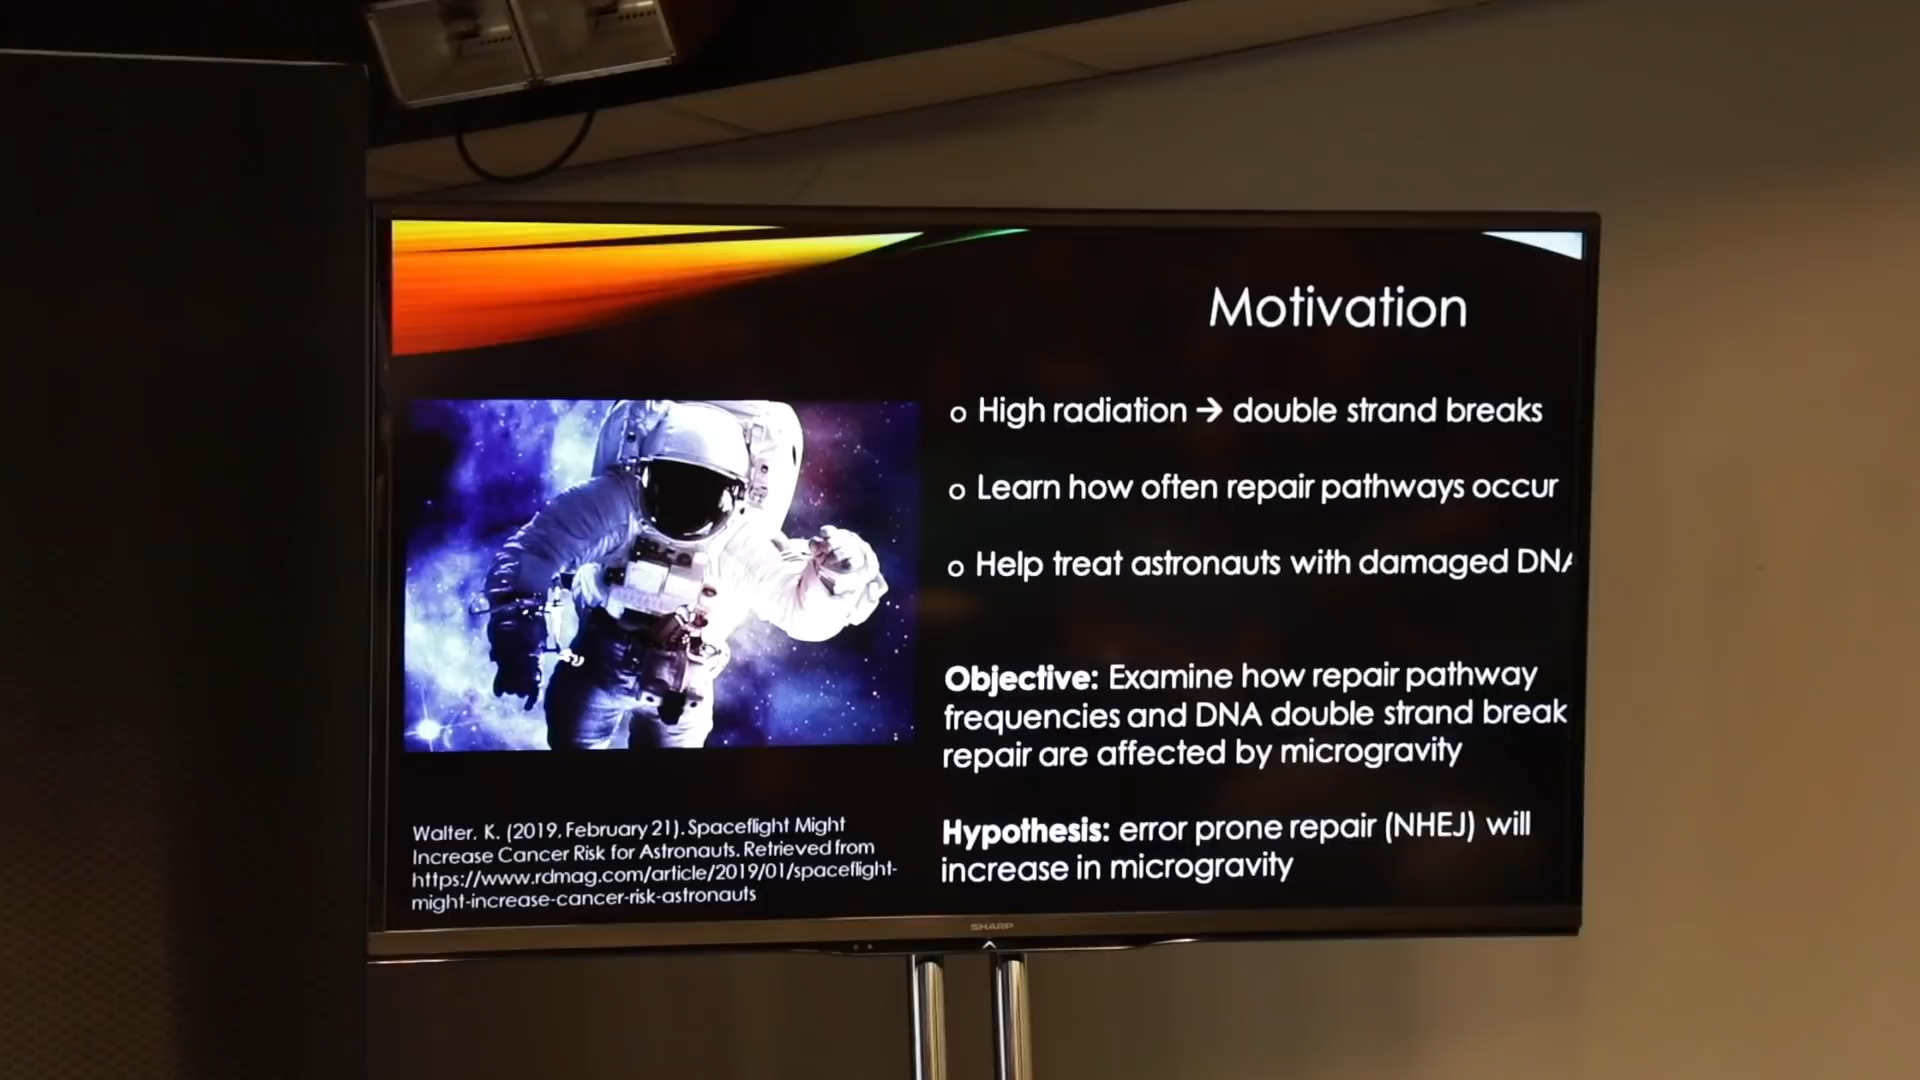 Motivation
o High radiation → double strand breaks
o Learn how often repair pathways occur
o Help treat astronauts with damaged DNA
Objective: Examine how repair pathway
frequencies and DNA double strand break
repair are affected by microgravity
Hypothesis: error prone repair (NHEJ) will
increase in microgravity
Walter, K. (2019, February 21). Spaceflight Might
Increase Cancer Risk for Astronauts. Retrieved from
https://www.rdmag.com/article/2019/01/spaceflight-
might-increase-cancer-risk-astronauts
SHARP